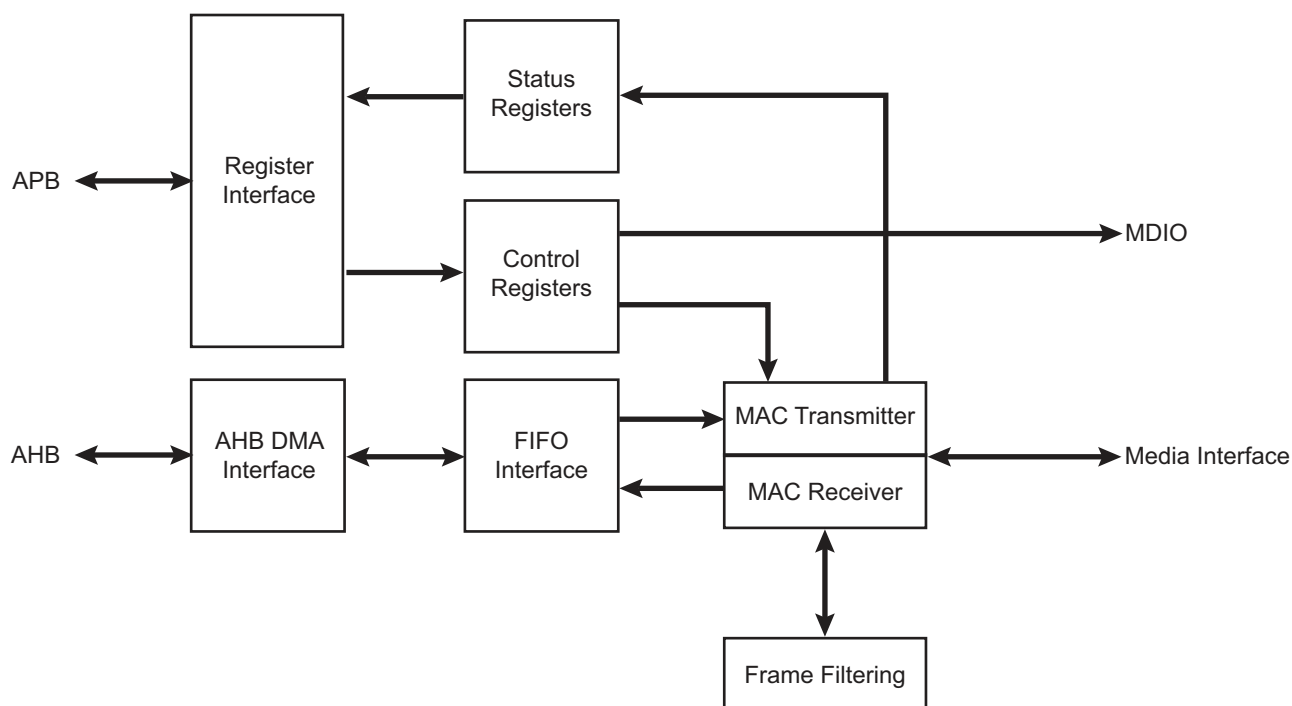 Status
Registers
APB
Register
Interface
MDIO
Control
Registers
AHB
AHB DMA
Interface
FIFO
Interface
MAC Transmitter
MAC Receiver
Media Interface
Frame Filtering